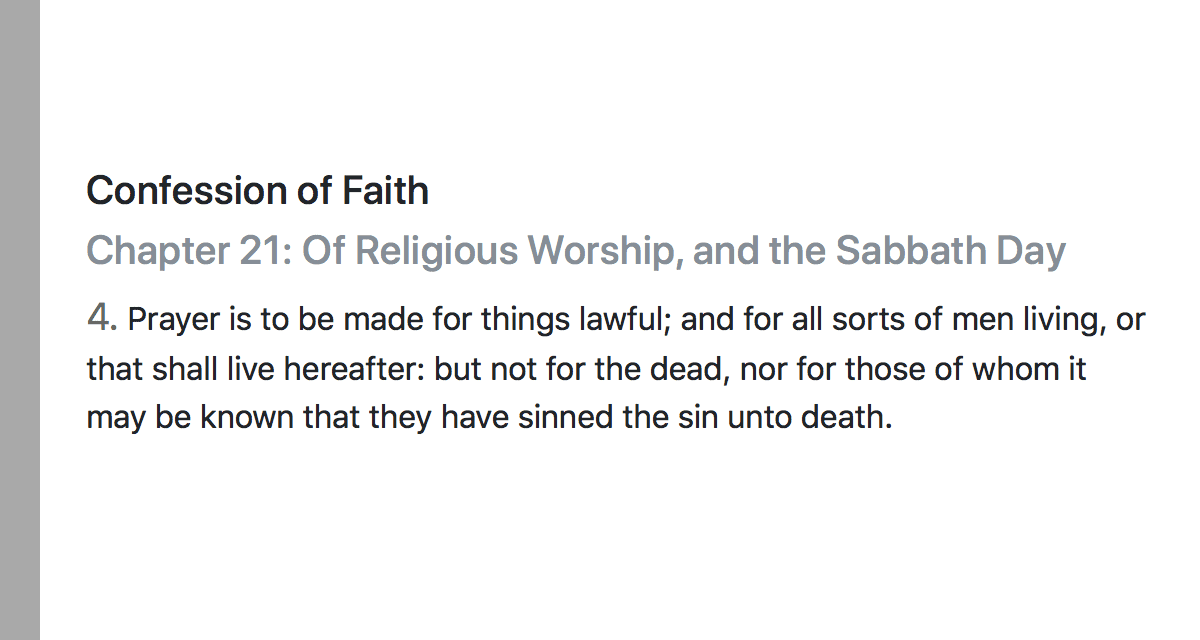 Confession of Faith
Chapter 21: Of Religious Worship, and the Sabbath Day
4. Prayer is to be made for things lawful; and for all sorts of men living, or
that shall live hereafter: but not for the dead, nor for those of whom it
may be known that they have sinned the sin unto death.